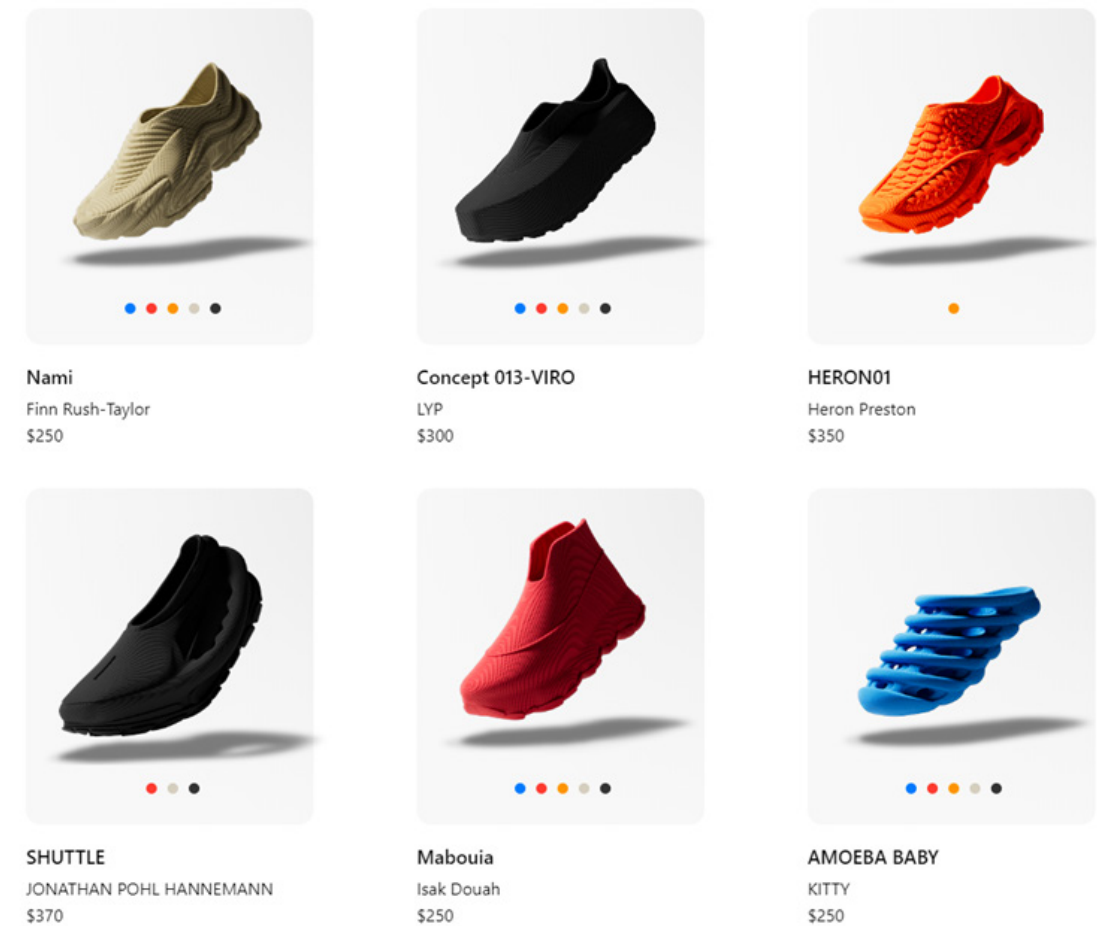 Nami
Finn Rush-Taylor
$250
Concept 013-VIRO
LYP
$300
HERON01
Heron Preston
$350
SHUTTLE
JONATHAN POHL HANNEMANN
$370
Mabouia
Isak Douah
$250
AMOEBA BABY
KITTY
$250